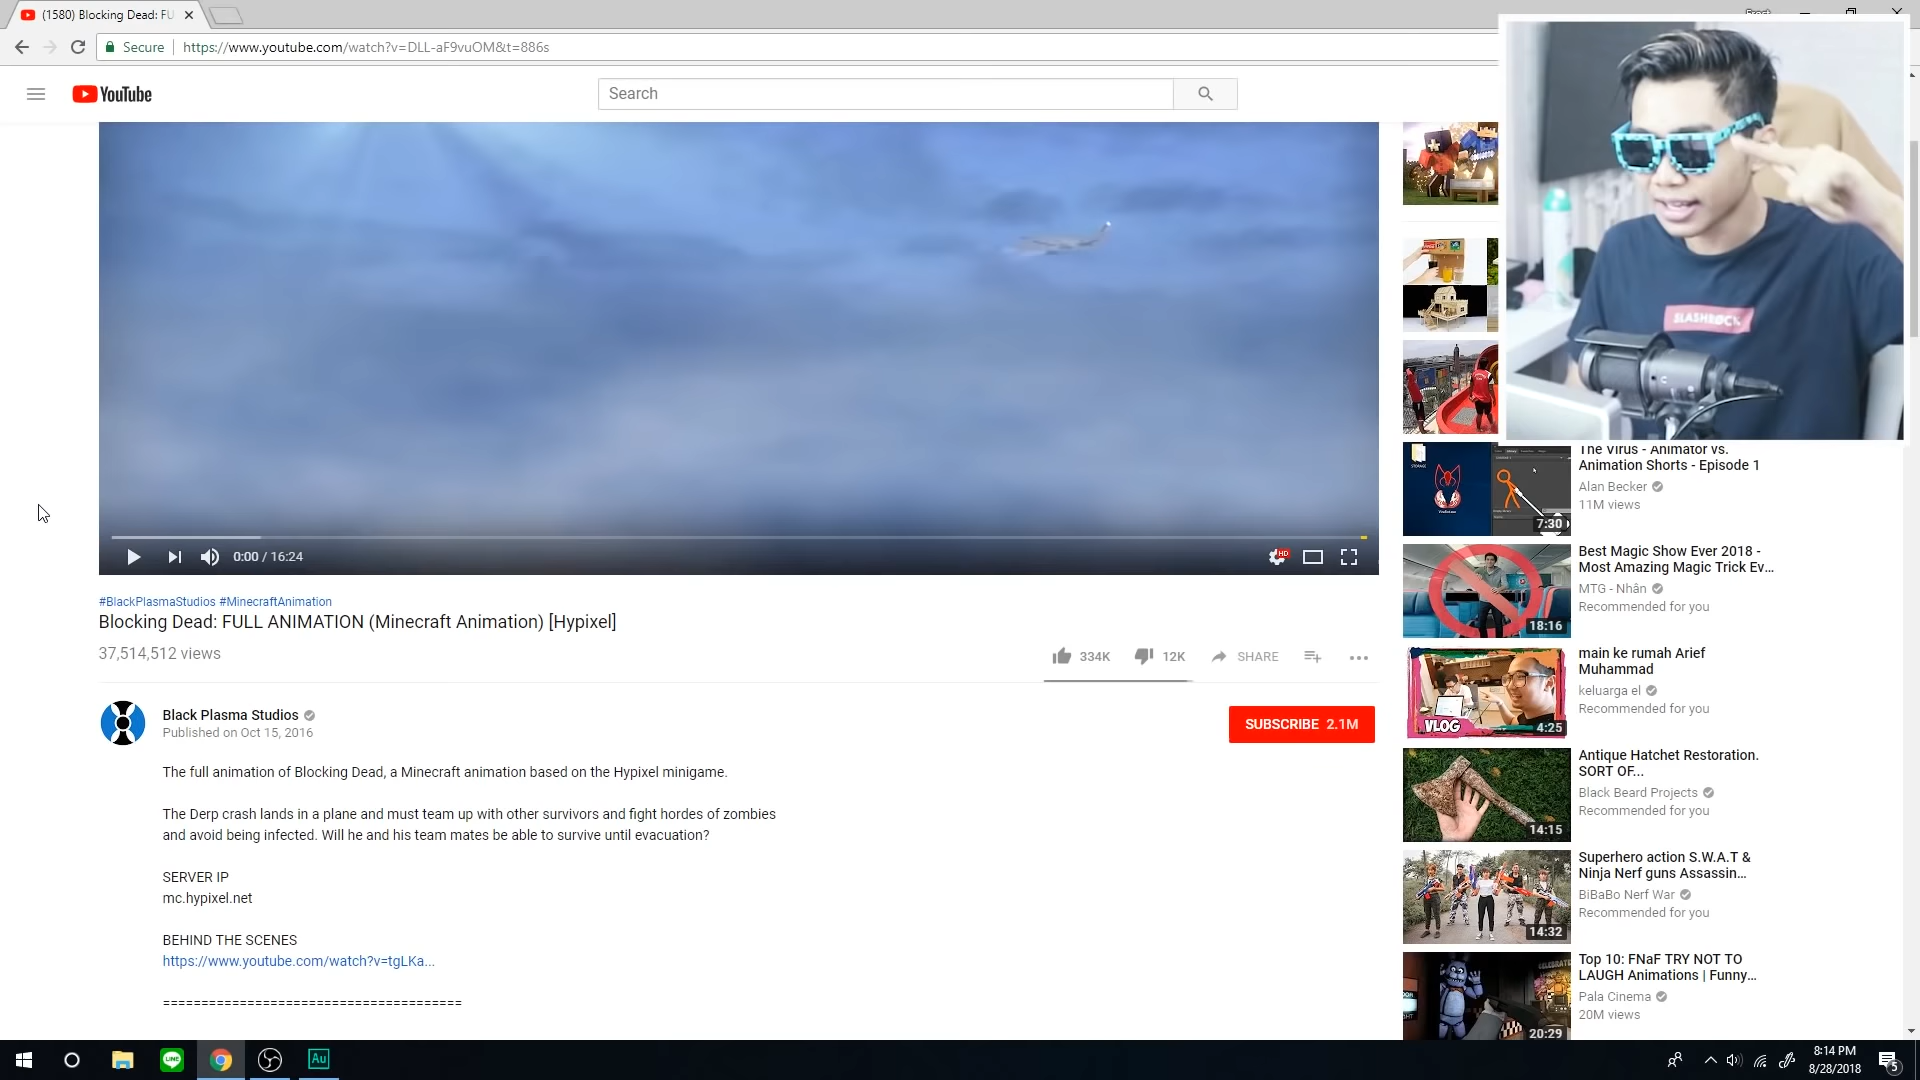 (1580) Blocking Dead: FU
Secure
https://www.youtube.com/watch?v=DLL-aF9vuOM&t=886s
YouTube
Search
SLASHROCK
0:00 / 16:24
HD
#BlackPlasmaStudios #MinecraftAnimation
Blocking Dead: FULL ANIMATION (Minecraft Animation) [Hypixel]
37,514,512 views
334K
12K
SHARE
Black Plasma Studios
Published on Oct 15, 2016
SUBSCRIBE 2.1M
The full animation of Blocking Dead, a Minecraft animation based on the Hypixel minigame.
The Derp crash lands in a plane and must team up with other survivors and fight hordes of zombies
and avoid being infected. Will he and his team mates be able to survive until evacuation?
SERVER IP
mc.hypixel.net
BEHIND THE SCENES
https://www.youtube.com/watch?v=tgLKa...
=======================================
The Virus - Animator vs.
Animation Shorts - Episode 1
Alan Becker
11M views
7:30
Best Magic Show Ever 2018 -
Most Amazing Magic Trick Ev...
MTG - Nhân
Recommended for you
18:16
main ke rumah Arief
Muhammad
keluarga el
Recommended for you
VLOG
4:25
Antique Hatchet Restoration.
SORT OF...
Black Beard Projects
Recommended for you
14:15
Superhero action S.W.A.T &
Ninja Nerf guns Assassin...
BiBaBo Nerf War
Recommended for you
14:32
Top 10: FNaF TRY NOT TO
LAUGH Animations | Funny...
Pala Cinema
20M views
20:29
LINE
Au
8:14 PM
8/28/2018
5